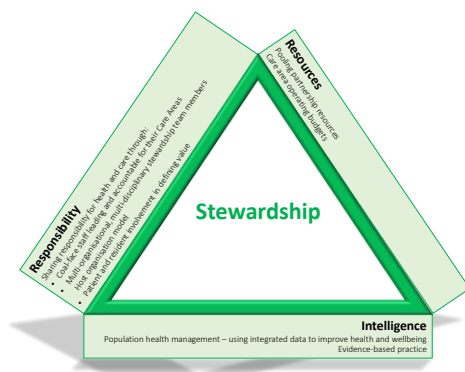 Responsibility
Sharing responsibility for health and care through:
• Coal-face staff leading and accountable for their Care Areas
• Multi-organisational, multi-disciplinary stewardship team members
• Host organisation model
• Patient and resident involvement in defining value
Resources
Pooling partnership resources
Care area operating budgets
Stewardship
Intelligence
Population health management – using integrated data to improve health and wellbeing
Evidence-based practice